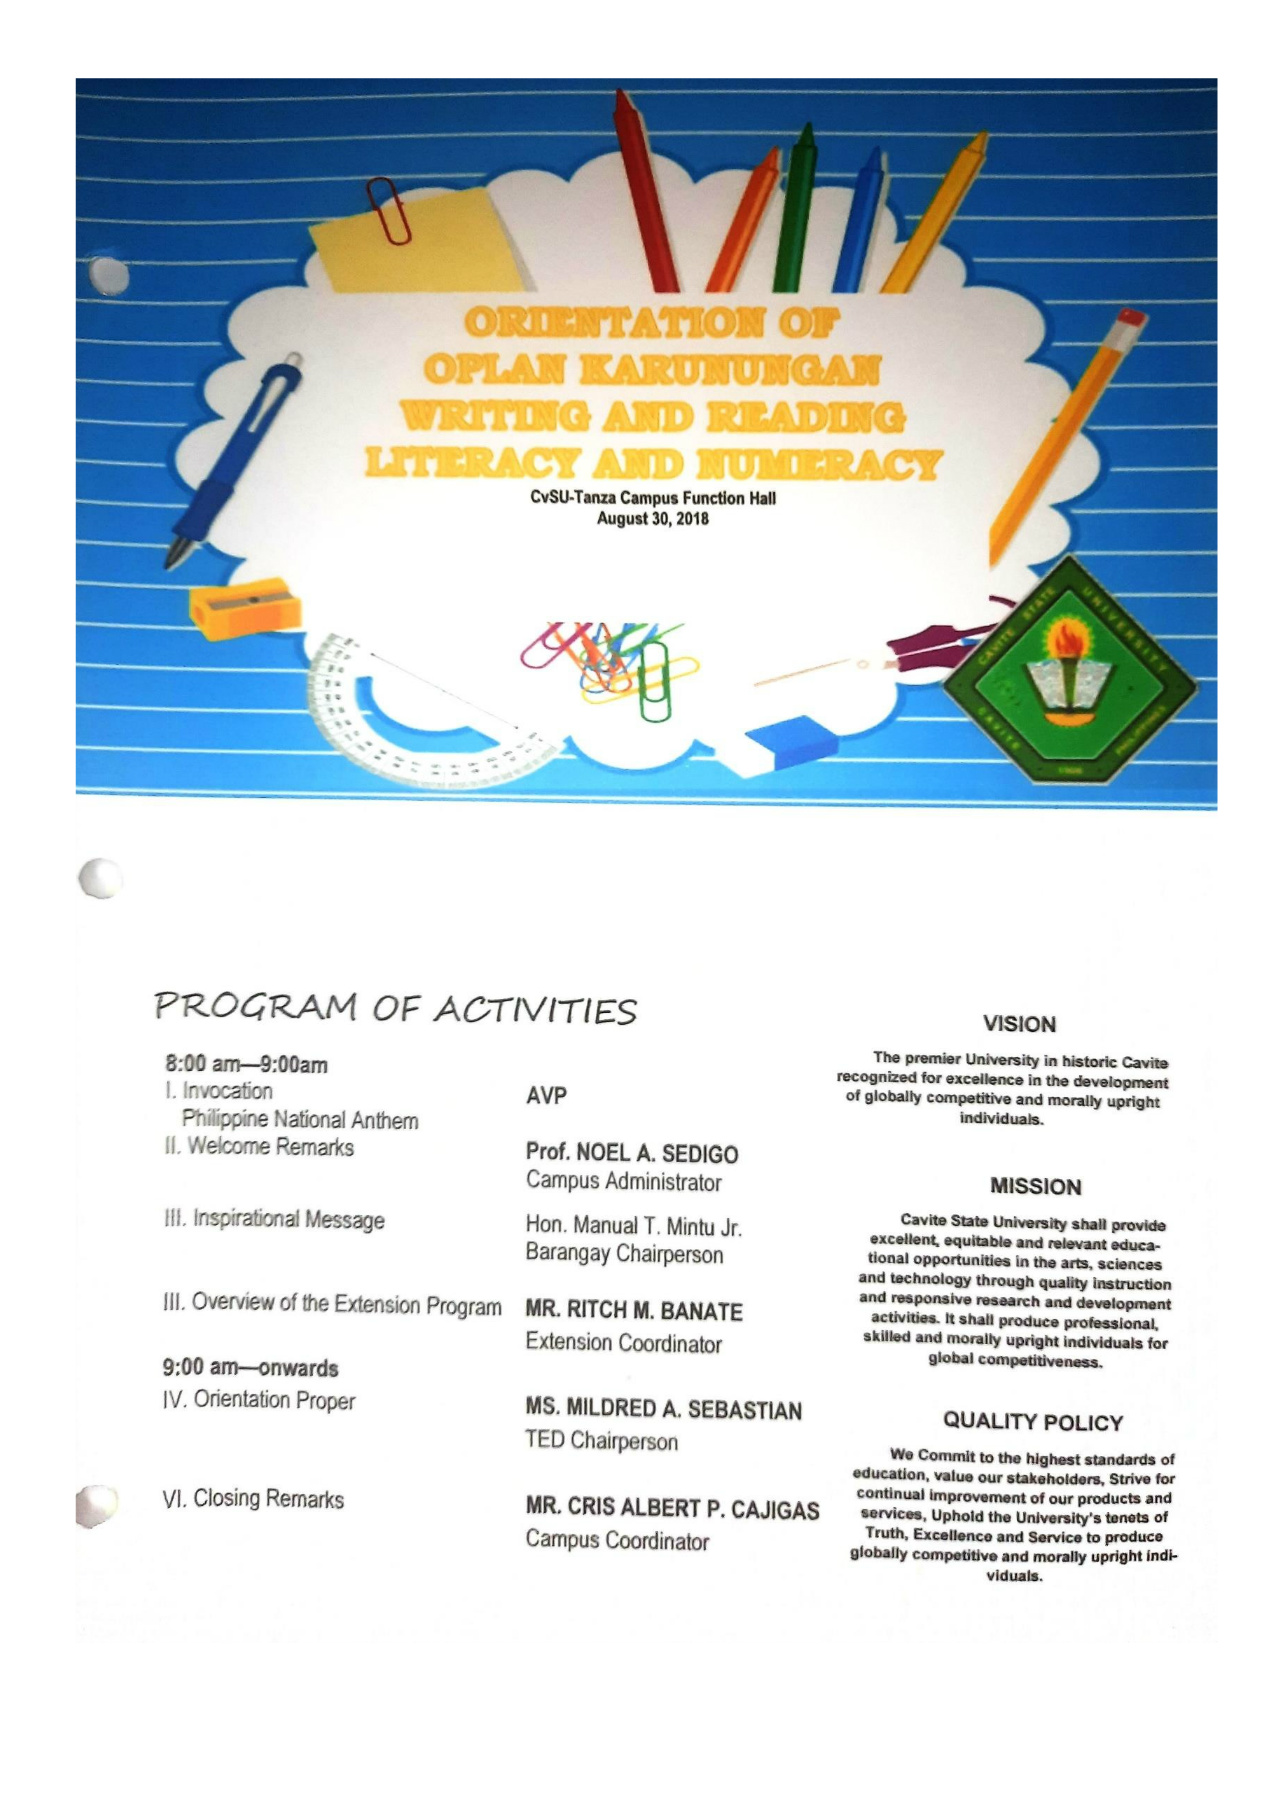 ORIENTATION OF
OPLAN KARUNUNGAN
WRITING AND READING
LITERACY AND NUMERACY
CvSU-Tanza Campus Function Hall
August 30, 2018
CAVITE STATE UNIVERSITY
CAVITE PHILIPPINES
PROGRAM OF ACTIVITIES
8:00 am—9:00am
I. Invocation AVP
Philippine National Anthem
II. Welcome Remarks Prof. NOEL A. SEDIGO
Campus Administrator
III. Inspirational Message Hon. Manual T. Mintu Jr.
Barangay Chairperson
III. Overview of the Extension Program MR. RITCH M. BANATE
Extension Coordinator
9:00 am—onwards
IV. Orientation Proper MS. MILDRED A. SEBASTIAN
TED Chairperson
VI. Closing Remarks MR. CRIS ALBERT P. CAJIGAS
Campus Coordinator
VISION
The premier University in historic Cavite
recognized for excellence in the development
of globally competitive and morally upright
individuals.
MISSION
Cavite State University shall provide
excellent, equitable and relevant educa-
tional opportunities in the arts, sciences
and technology through quality instruction
and responsive research and development
activities. It shall produce professional,
skilled and morally upright individuals for
global competitiveness.
QUALITY POLICY
We Commit to the highest standards of
education, value our stakeholders, Strive for
continual improvement of our products and
services, Uphold the University's tenets of
Truth, Excellence and Service to produce
globally competitive and morally upright indi-
viduals.